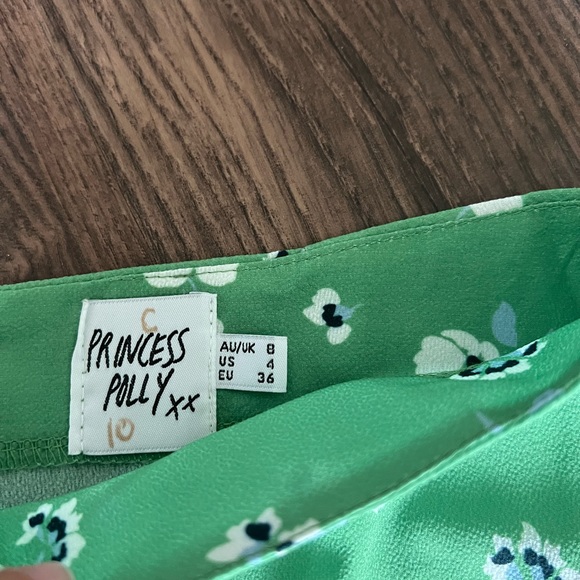 C
PRINCESS
POLLY xx
10
AU/UK 8
US 4
EU 36